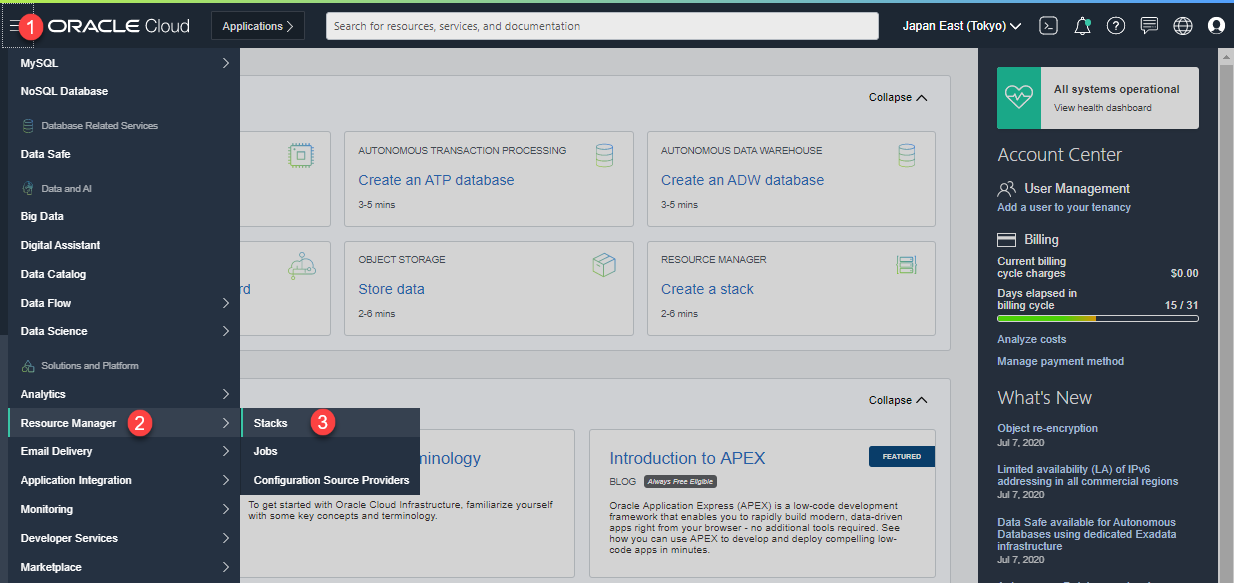 1
ORACLE Cloud
Applications
Search for resources, services, and documentation
Japan East (Tokyo)
MySQL
NoSQL Database
Database Related Services
Data Safe
Data and AI
Big Data
Digital Assistant
Data Catalog
Data Flow
Data Science
Solutions and Platform
Analytics
Resource Manager
2
Email Delivery
Application Integration
Monitoring
Developer Services
Marketplace
Stacks
3
Jobs
Configuration Source Providers
Collapse
AUTONOMOUS TRANSACTION PROCESSING
Create an ATP database
3-5 mins
AUTONOMOUS DATA WAREHOUSE
Create an ADW database
3-5 mins
rd
OBJECT STORAGE
Store data
2-6 mins
RESOURCE MANAGER
Create a stack
2-6 mins
Collapse
minology
To get started with Oracle Cloud Infrastructure, familiarize yourself
with some key concepts and terminology.
FEATURED
Introduction to APEX
BLOG
Always Free Eligible
Oracle Application Express (APEX) is a low-code development
framework that enables you to rapidly build modern, data-driven
apps right from your browser - no additional tools required. See
how you can use APEX to develop and deploy compelling low-
code apps in minutes.
All systems operational
View health dashboard
Account Center
User Management
Add a user to your tenancy
Billing
Current billing
cycle charges
$0.00
Days elapsed in
billing cycle
15 / 31
Analyze costs
Manage payment method
What's New
Object re-encryption
Jul 7, 2020
Limited availability (LA) of IPv6
addressing in all commercial regions
Jul 7, 2020
Data Safe available for Autonomous
Databases using dedicated Exadata
infrastructure
Jul 7, 2020